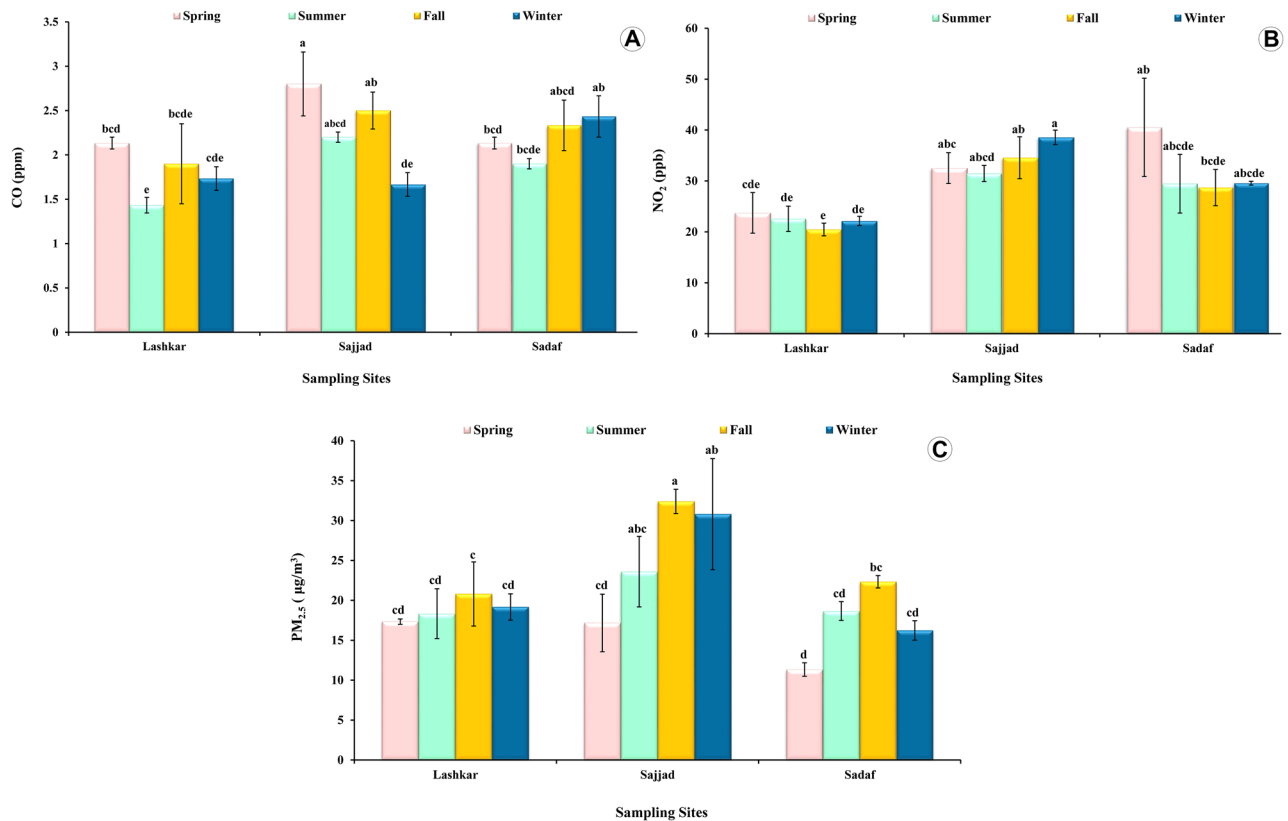 Spring Summer Fall Winter
A
CO (ppm)
3.5
3
2.5
2
1.5
1
0.5
0
bcd e bcde cde
a abcd ab de
bcd bcde abcd ab
Lashkar Sajjad Sadaf
Sampling Sites
Spring Summer Fall Winter
B
NO2 (ppb)
60
50
40
30
20
10
0
cde de e de
abc abcd ab a
ab abcde bcde abcde
Lashkar Sajjad Sadaf
Sampling Sites
Spring Summer Fall Winter
C
PM2.5 ( µg/m³)
40
35
30
25
20
15
10
5
0
cd cd c cd
cd abc a ab
d cd bc cd
Lashkar Sajjad Sadaf
Sampling Sites